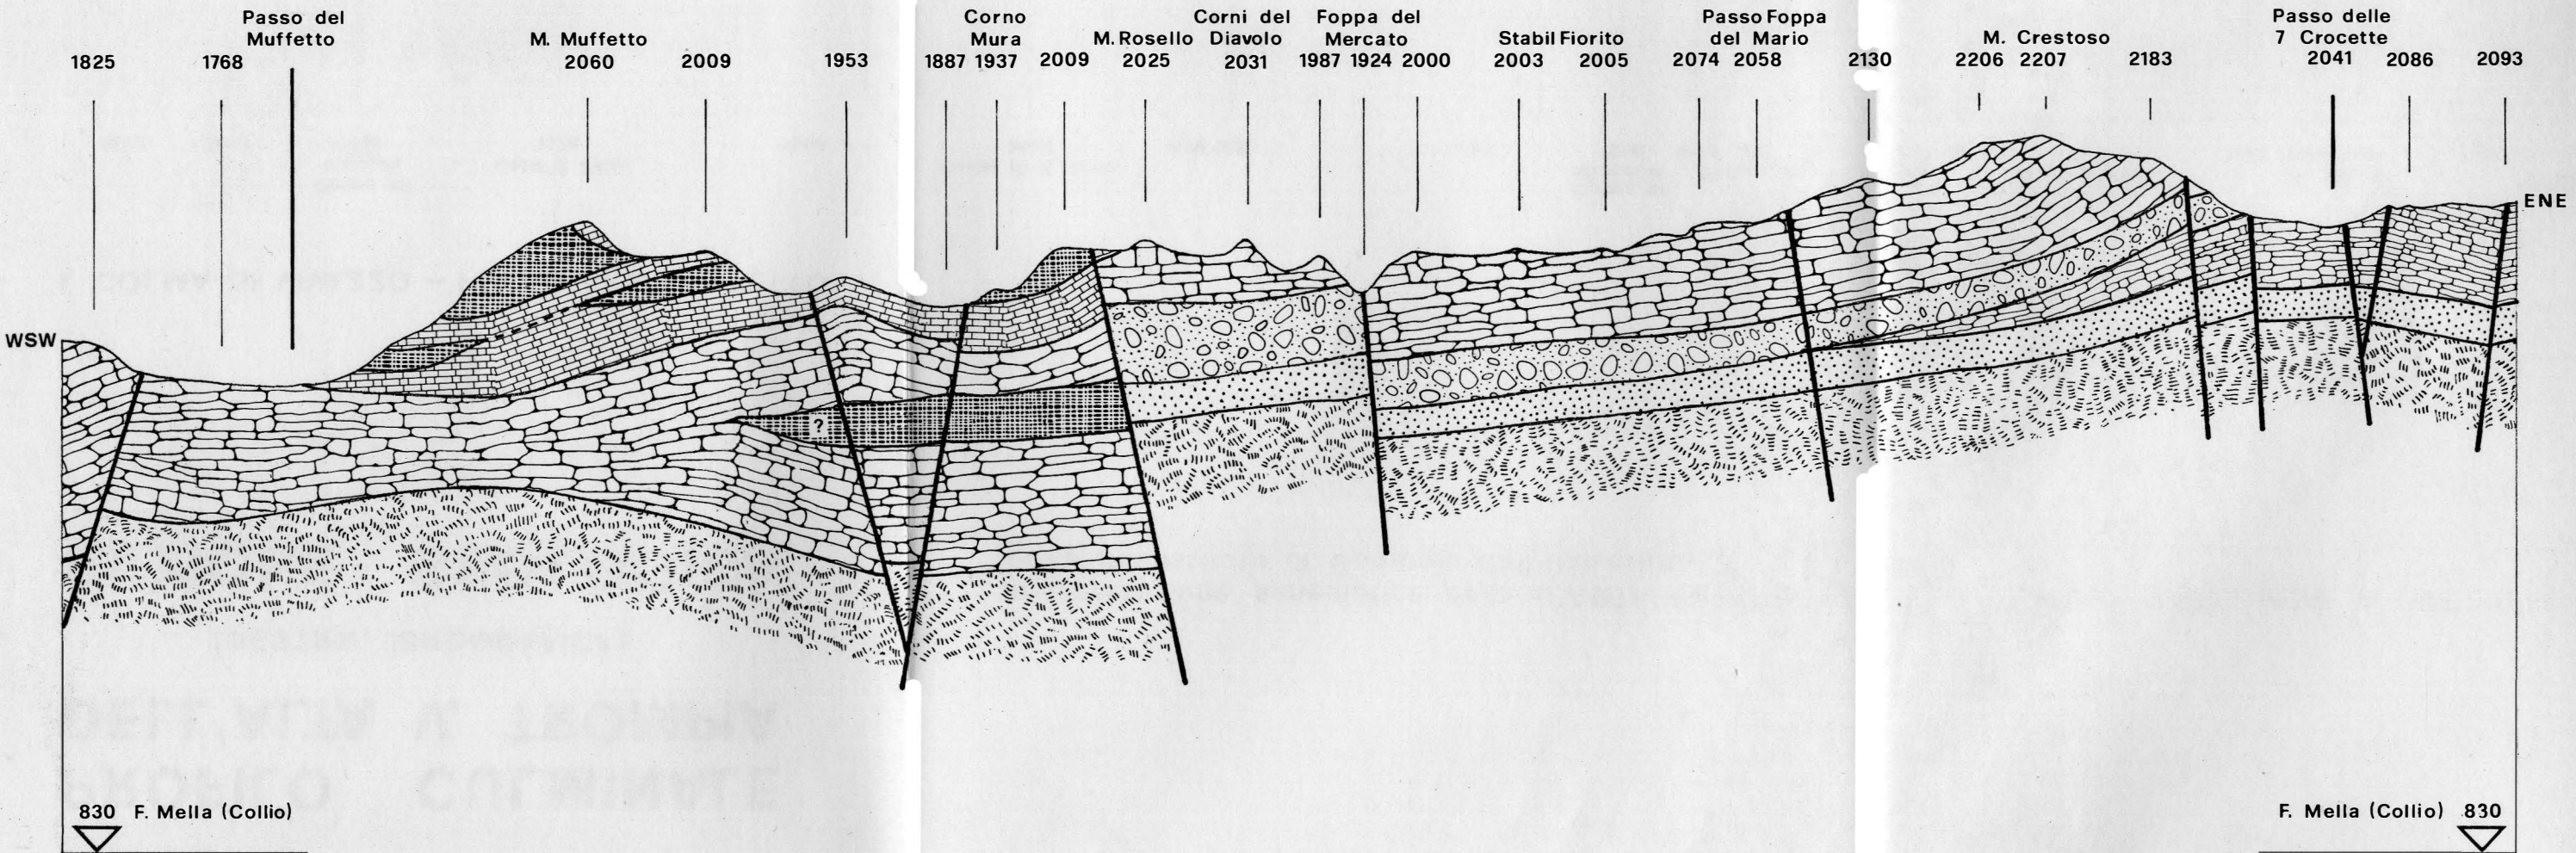 Passo del
Muffetto
M. Muffetto
Corno
Mura
M. Rosello
Corni del
Diavolo
Foppa del
Mercato
Stabil Fiorito
Passo Foppa
del Mario
M. Crestoso
Passo delle
7 Crocette
1825 1768 2060 2009 1953 1887 1937 2009 2025 2031 1987 1924 2000 2003 2005 2074 2058 2130 2206 2207 2183 2041 2086 2093
WSW
ENE
?
830 F. Mella (Collio)
F. Mella (Collio) 830